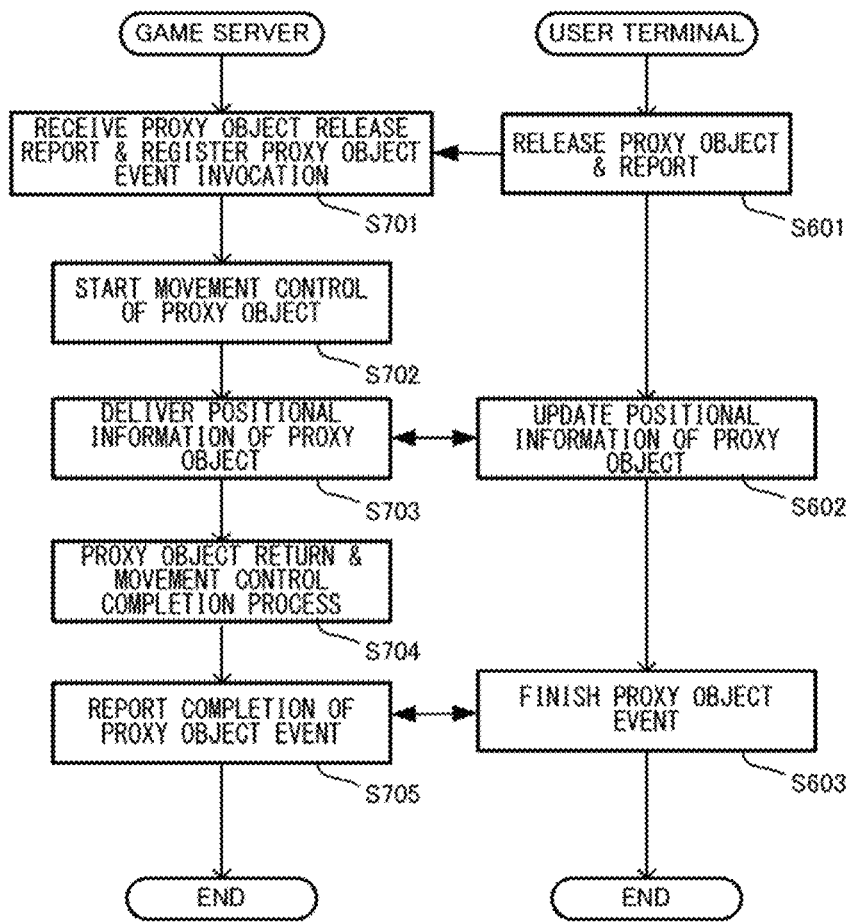 GAME SERVER
USER TERMINAL
RECEIVE PROXY OBJECT RELEASE
REPORT & REGISTER PROXY OBJECT
EVENT INVOCATION
S701
RELEASE PROXY OBJECT
& REPORT
S601
START MOVEMENT CONTROL
OF PROXY OBJECT
S702
DELIVER POSITIONAL
INFORMATION OF PROXY
OBJECT
S703
UPDATE POSITIONAL
INFORMATION OF PROXY
OBJECT
S602
PROXY OBJECT RETURN &
MOVEMENT CONTROL
COMPLETION PROCESS
S704
REPORT COMPLETION OF
PROXY OBJECT EVENT
S705
FINISH PROXY OBJECT
EVENT
S603
END
END